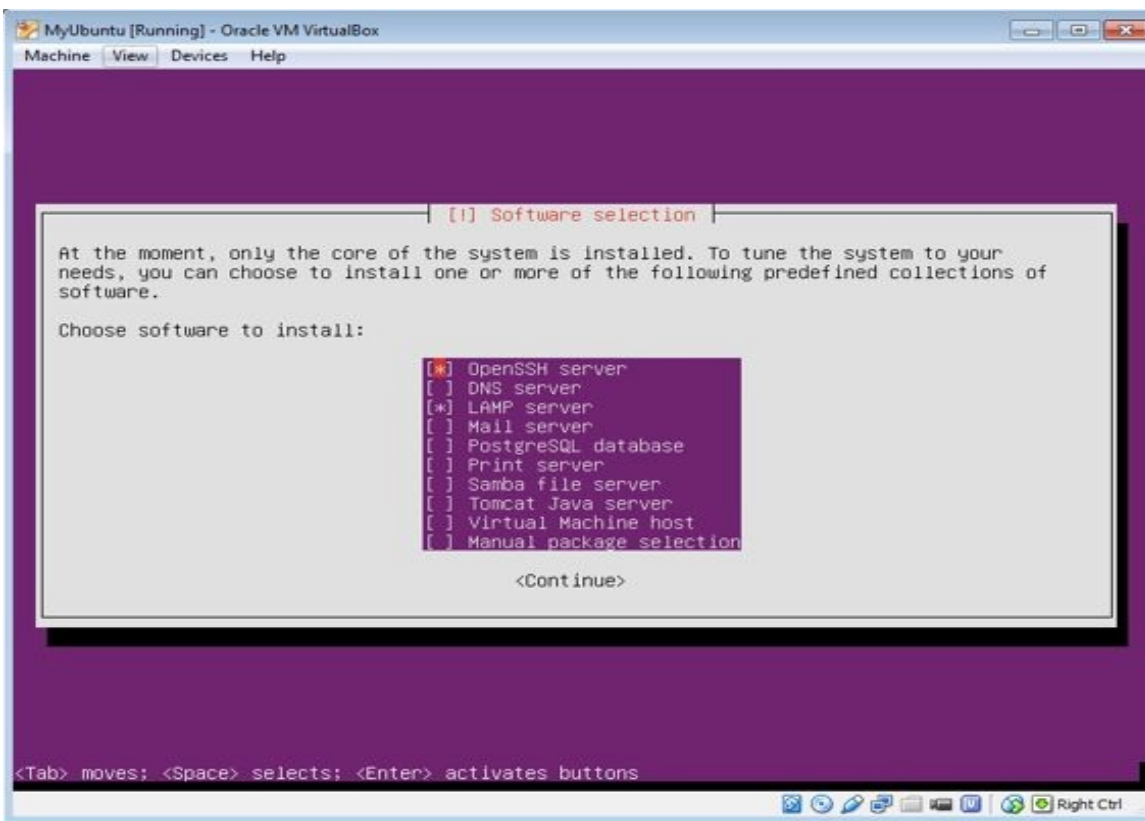 MyUbuntu [Running] - Oracle VM VirtualBox
Machine View Devices Help
[!] Software selection
At the moment, only the core of the system is installed. To tune the system to your
needs, you can choose to install one or more of the following predefined collections of
software.
Choose software to install:
[*] OpenSSH server
[ ] DNS server
[*] LAMP server
[ ] Mail server
[ ] PostgreSQL database
[ ] Print server
[ ] Samba file server
[ ] Tomcat Java server
[ ] Virtual Machine host
[ ] Manual package selection
<Continue>
<Tab> moves; <Space> selects; <Enter> activates buttons
Right Ctrl